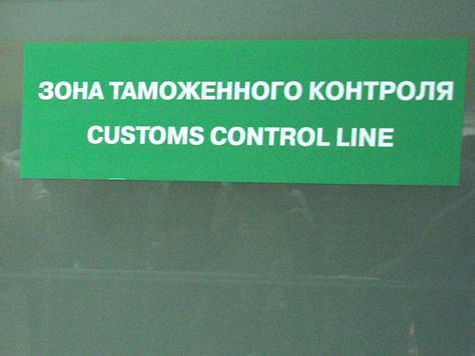 ЗОНА ТАМОЖЕННОГО КОНТРОЛЯ
CUSTOMS CONTROL LINE